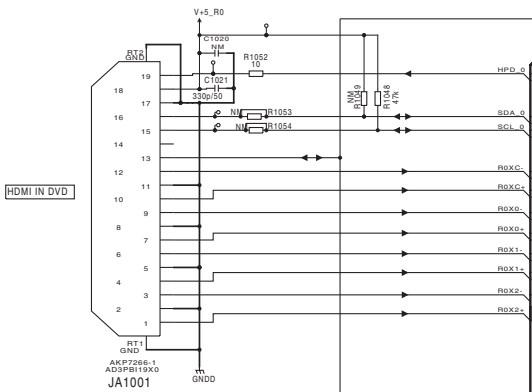 V+5_R0
C1020
NM
RT2
GND
R1052
10
19
HPD_0
C1021
330p/50
18
17
NM
R1049
R1048
47k
16
NM
R1053
SDA_0
15
NM
R1054
SCL_0
14
13
12
R0XC-
HDMI IN DVD
11
10
R0XC+
9
R0X0-
8
7
R0X0+
6
R0X1-
5
4
R0X1+
3
R0X2-
2
1
R0X2+
RT1
GND
AKP7266-1
AD3PBI19X0
JA1001
GNDD